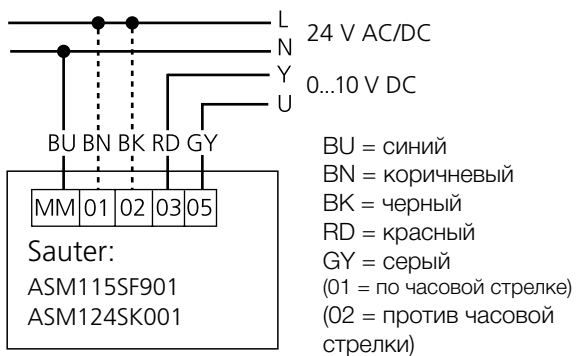 L
24 V AC/DC
N
Y
0...10 V DC
U
BU BN BK RD GY
MM 01 02 03 05
Sauter:
ASM115SF901
ASM124SK001
BU = синий
BN = коричневый
BK = черный
RD = красный
GY = серый
(01 = по часовой стрелке)
(02 = против часовой
стрелки)